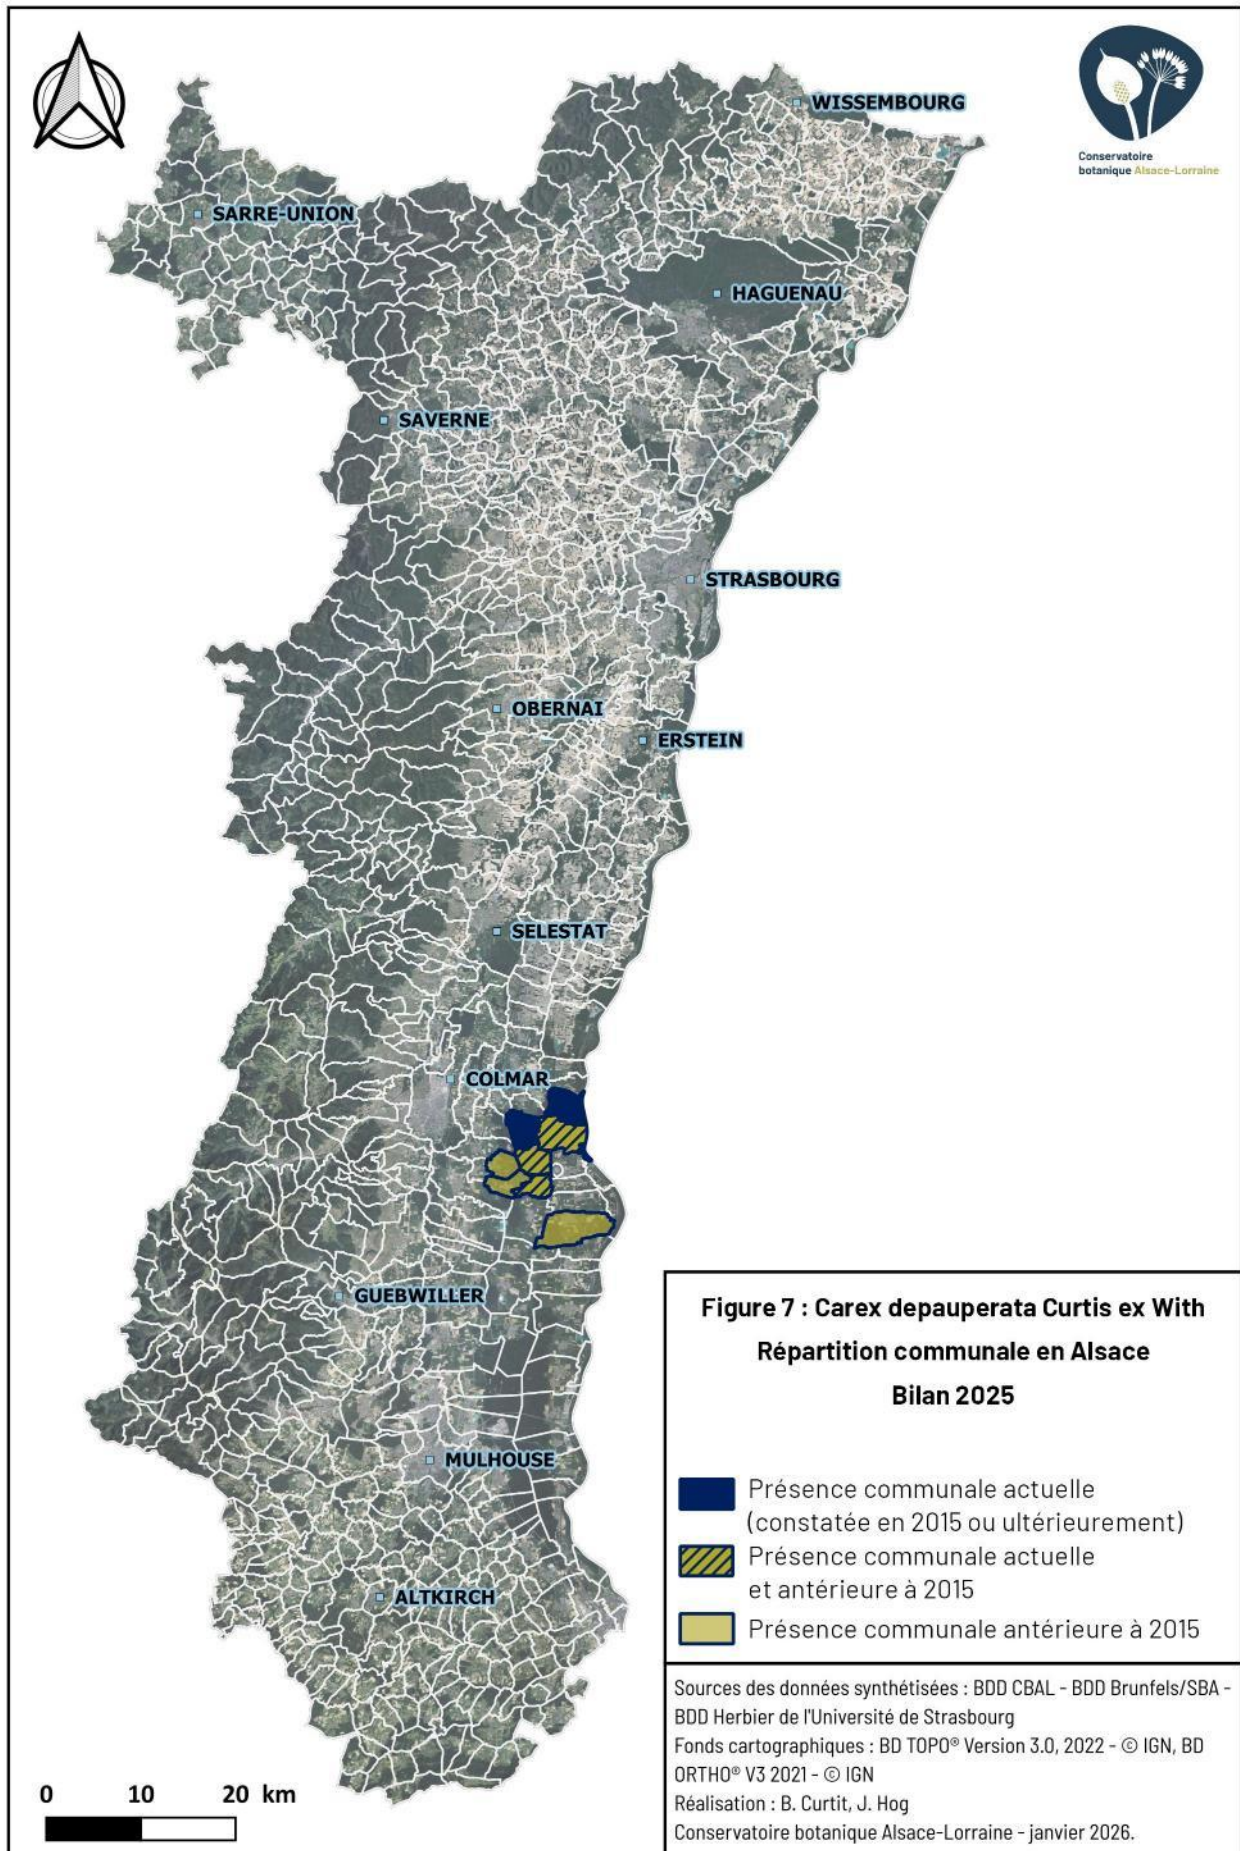 Conservatoire
botanique Alsace-Lorraine
WISSEMBOURG
SARRE-UNION
HAGUENAU
SAVERNE
STRASBOURG
OBERNAI
ERSTEIN
SELESTAT
COLMAR
GUEBWILLER
MULHOUSE
ALTKIRCH
0 10 20 km
Figure 7 : Carex depauperata Curtis ex With
Répartition communale en Alsace
Bilan 2025
Présence communale actuelle
(constatée en 2015 ou ultérieurement)
Présence communale actuelle
et antérieure à 2015
Présence communale antérieure à 2015
Sources des données synthétisées : BDD CBAL - BDD Brunfels/SBA -
BDD Herbier de l'Université de Strasbourg
Fonds cartographiques : BD TOPO® Version 3.0, 2022 - © IGN, BD
ORTHO® V3 2021 - © IGN
Réalisation : B. Curtit, J. Hog
Conservatoire botanique Alsace-Lorraine - janvier 2026.